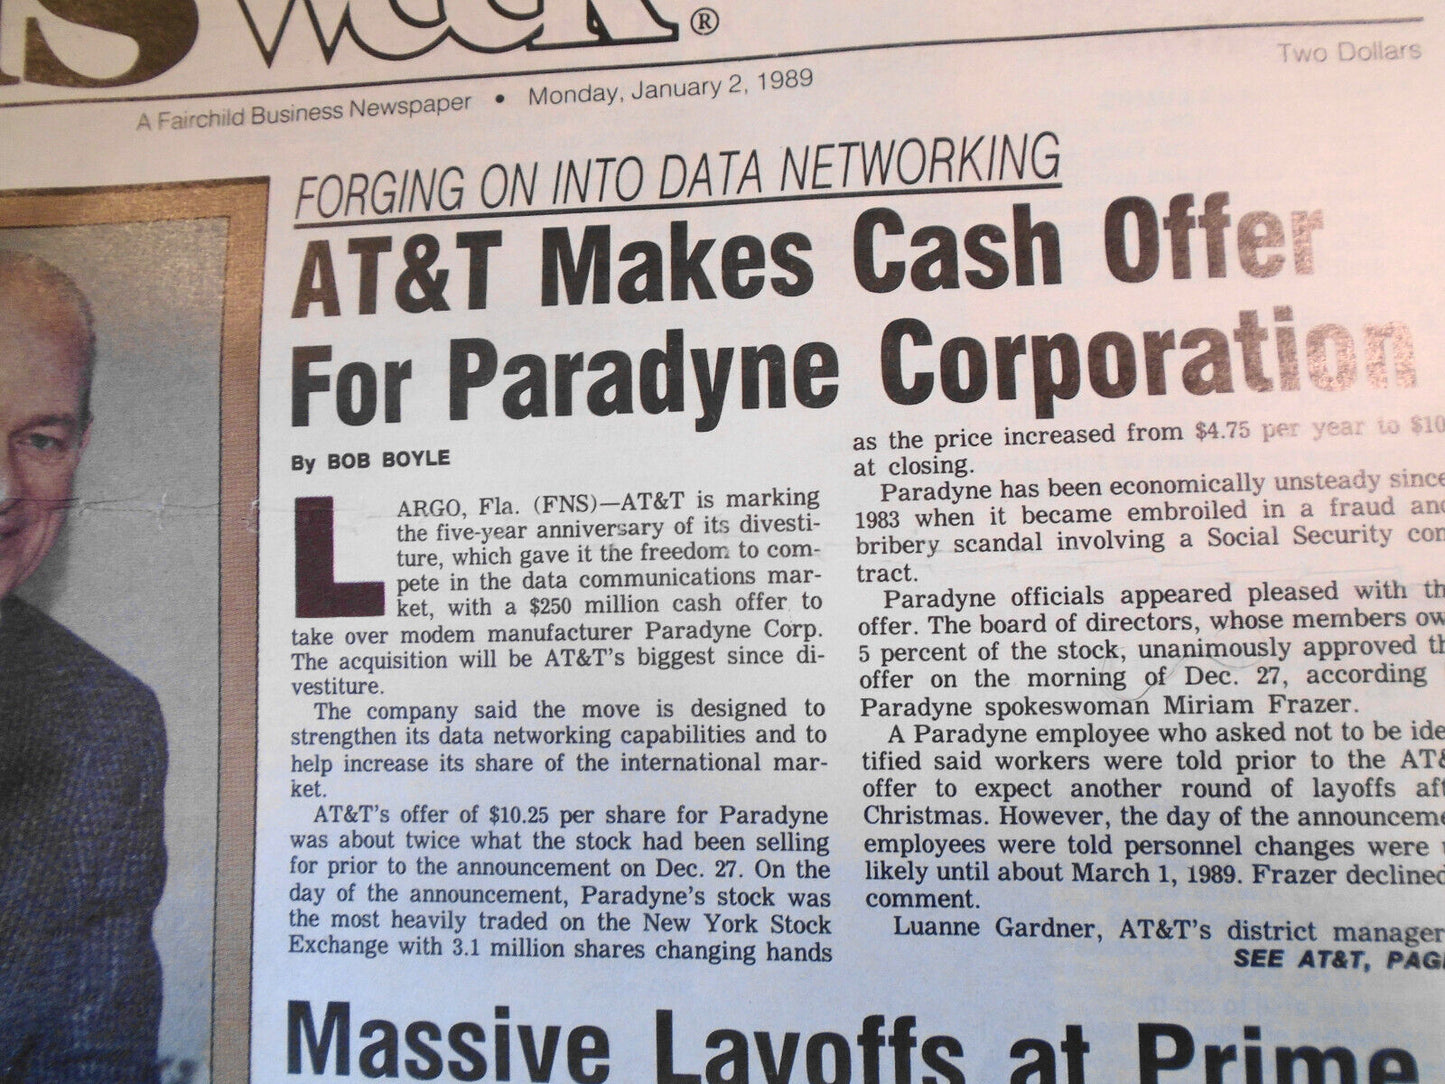 Week®
Two Dollars
A Fairchild Business Newspaper • Monday, January 2, 1989
FORGING ON INTO DATA NETWORKING
AT&T Makes Cash Offer
For Paradyne Corporation
By BOB BOYLE
LARGO, Fla. (FNS)—AT&T is marking
the five-year anniversary of its divesti-
ture, which gave it the freedom to com-
pete in the data communications mar-
ket, with a $250 million cash offer to
take over modem manufacturer Paradyne Corp.
The acquisition will be AT&T's biggest since di-
vestiture.
The company said the move is designed to
strengthen its data networking capabilities and to
help increase its share of the international mar-
ket.
AT&T's offer of $10.25 per share for Paradyne
was about twice what the stock had been selling
for prior to the announcement on Dec. 27. On the
day of the announcement, Paradyne's stock was
the most heavily traded on the New York Stock
Exchange with 3.1 million shares changing hands
as the price increased from $4.75 per year to $10
at closing.
Paradyne has been economically unsteady since
1983 when it became embroiled in a fraud and
bribery scandal involving a Social Security con
tract.
Paradyne officials appeared pleased with th
offer. The board of directors, whose members ow
5 percent of the stock, unanimously approved th
offer on the morning of Dec. 27, according
Paradyne spokeswoman Miriam Frazer.
A Paradyne employee who asked not to be ide
tified said workers were told prior to the AT&
offer to expect another round of layoffs aft
Christmas. However, the day of the announceme
employees were told personnel changes were
likely until about March 1, 1989. Frazer declined
comment.
Luanne Gardner, AT&T's district manager
SEE AT&T, PAG
Massive Layoffs at Prime